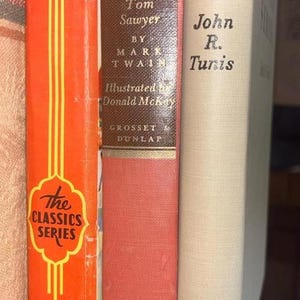 the
CLASSICS
SERIES
Tom
Sawyer
BY
MARK
TWAIN
Illustrated by
Donald McKay
GROSSET &
DUNLAP
John
R.
Tunis